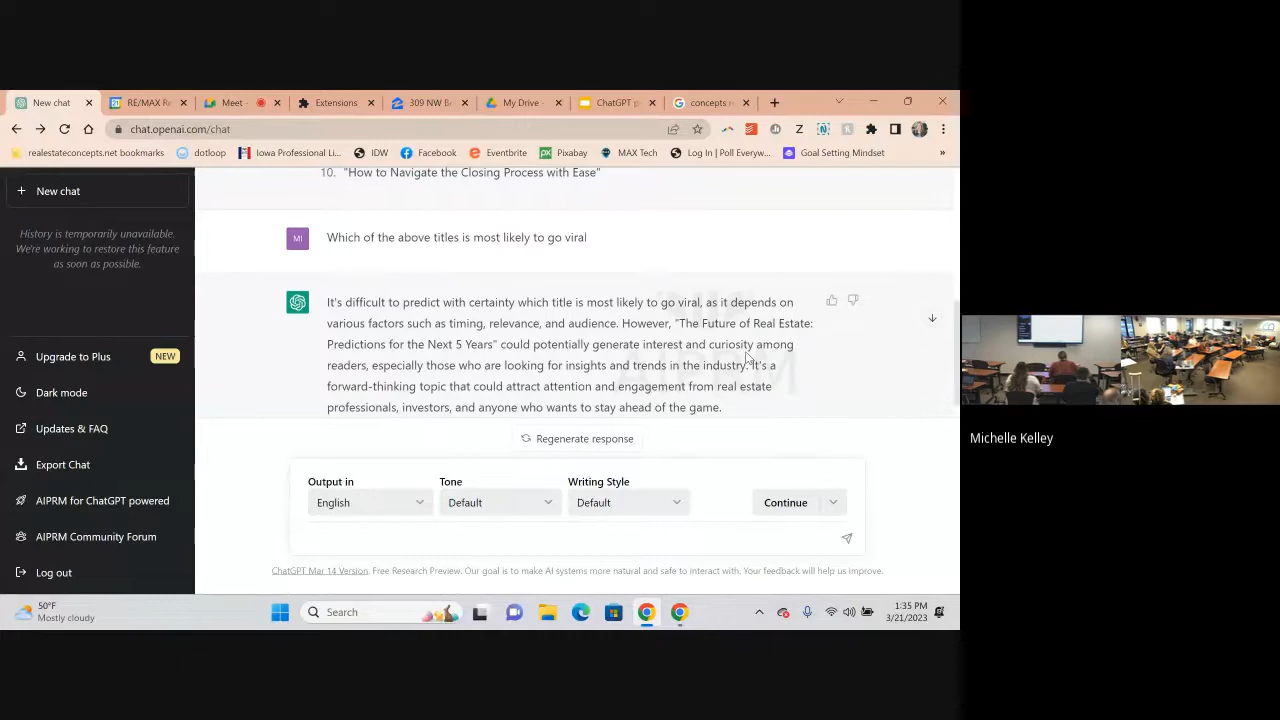 New chat
RE/MAX Re
Meet -
Extensions
309 NW Be
My Drive -
ChatGPT p
concepts r
chat.openai.com/chat
realestateconcepts.net bookmarks
dotloop
Iowa Professional Li...
IDW
Facebook
Eventbrite
Pixabay
MAX Tech
Log In | Poll Everyw...
Goal Setting Mindset
»
+ New chat
History is temporarily unavailable.
We're working to restore this feature
as soon as possible.
Upgrade to Plus NEW
Dark mode
Updates & FAQ
Export Chat
AIPRM for ChatGPT powered
AIPRM Community Forum
Log out
10. "How to Navigate the Closing Process with Ease"
MI
Which of the above titles is most likely to go viral
It's difficult to predict with certainty which title is most likely to go viral, as it depends on
various factors such as timing, relevance, and audience. However, "The Future of Real Estate:
Predictions for the Next 5 Years" could potentially generate interest and curiosity among
readers, especially those who are looking for insights and trends in the industry. It's a
forward-thinking topic that could attract attention and engagement from real estate
professionals, investors, and anyone who wants to stay ahead of the game.
Regenerate response
Output in
English
Tone
Default
Writing Style
Default
Continue
ChatGPT Mar 14 Version. Free Research Preview. Our goal is to make AI systems more natural and safe to interact with. Your feedback will help us improve.
50°F
Mostly cloudy
Search
1:35 PM
3/21/2023
Michelle Kelley